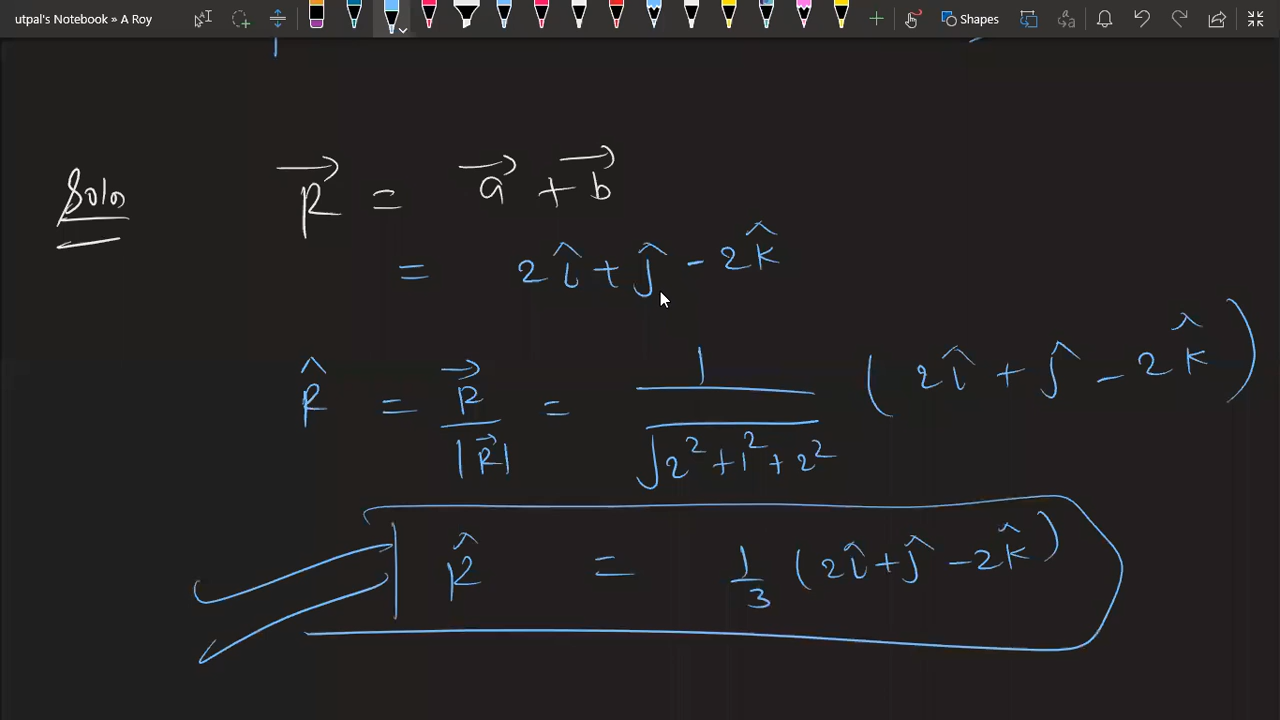 utpal's Notebook » A Roy
Shapes
Soln
R⃗ = a⃗ + b⃗
= 2î + ĵ - 2k̂
R̂ = R⃗ / |R⃗| = 1 / √(2² + 1² + 2²) (2î + ĵ - 2k̂)
R̂ = 1/3 (2î + ĵ - 2k̂)